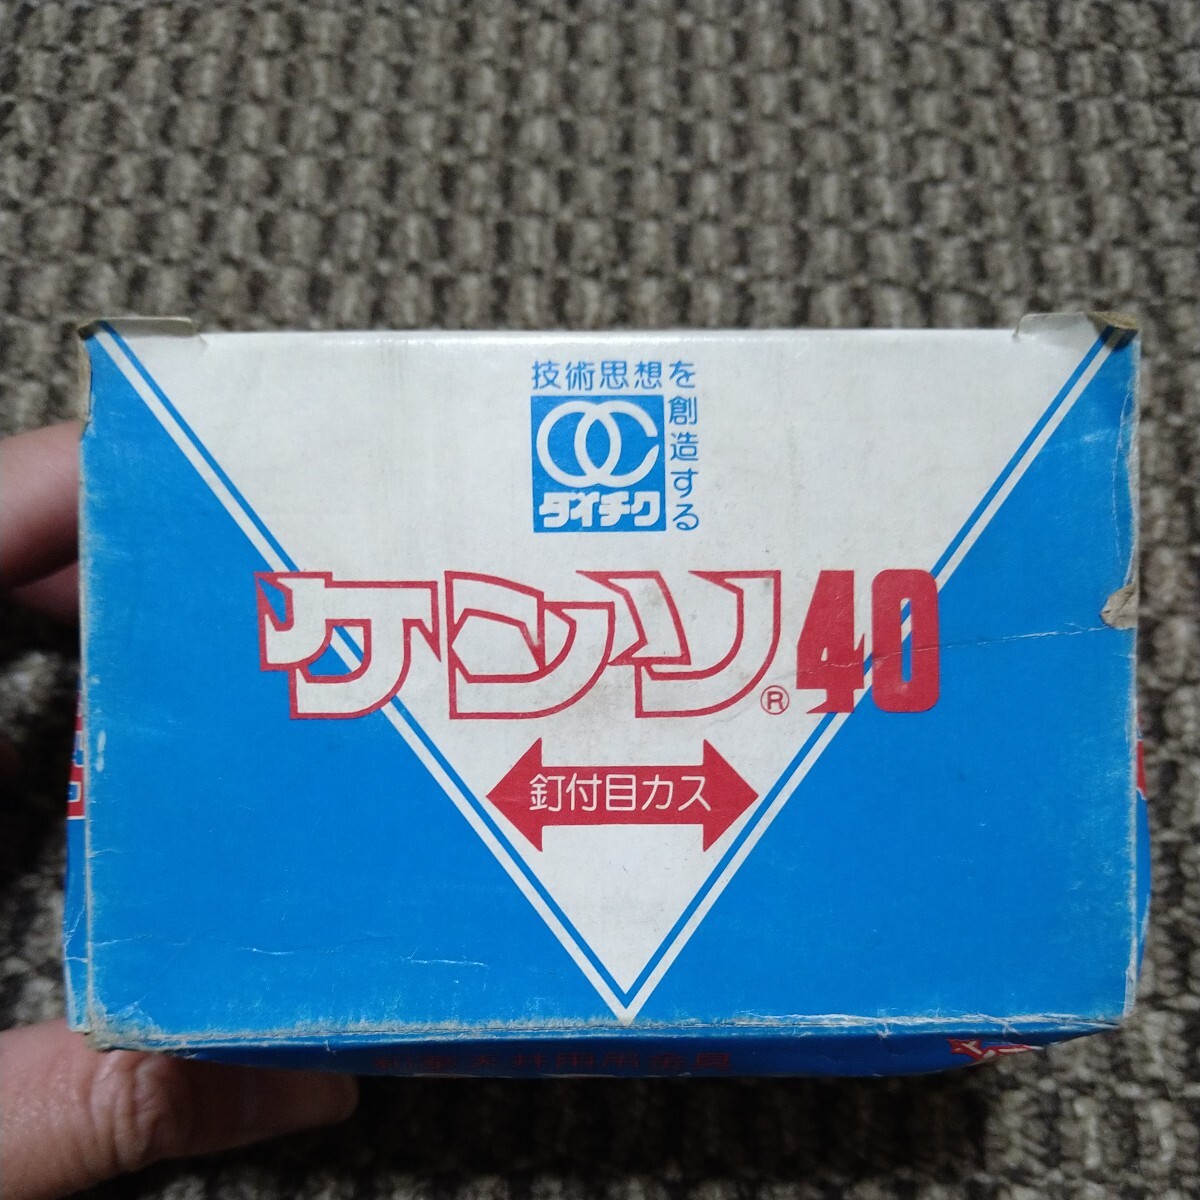 技術思想を創造する
ダイチク
ケンソ®40
釘付目カス